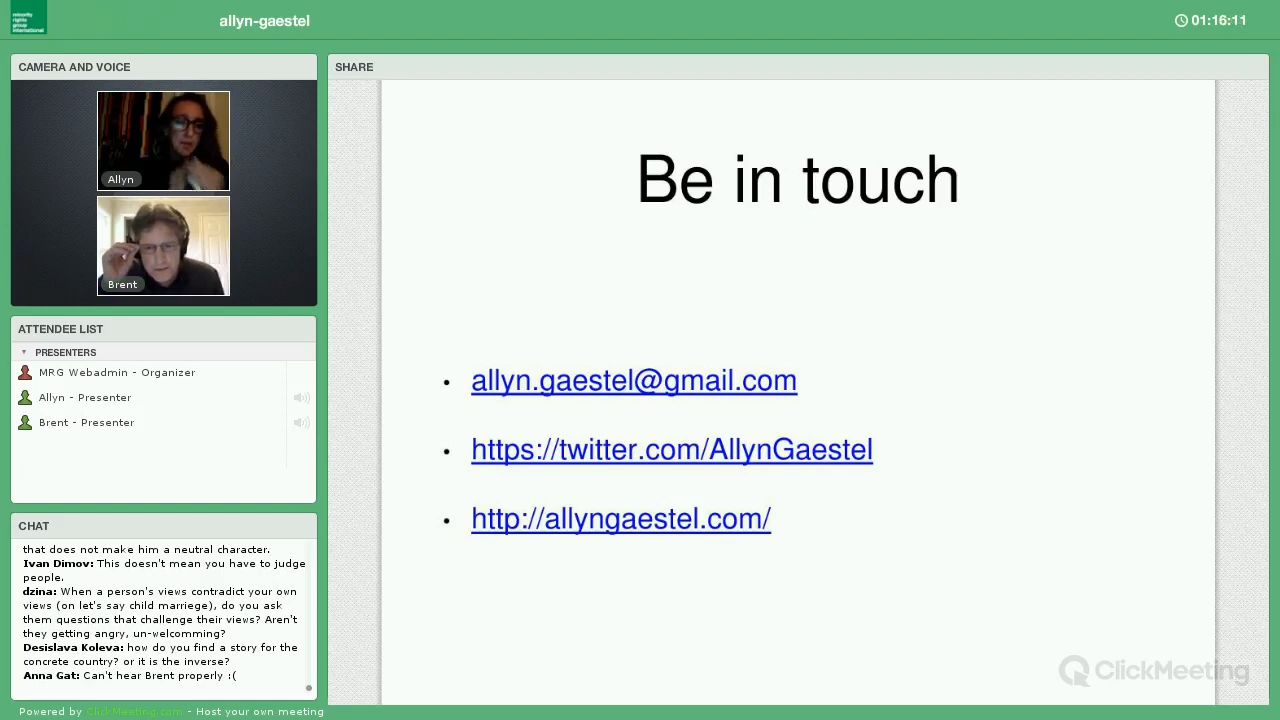 minority
rights
group
international
allyn-gaestel
01:16:11
CAMERA AND VOICE
Allyn
Brent
ATTENDEE LIST
PRESENTERS
MRG Webadmin - Organizer
Allyn - Presenter
Brent - Presenter
CHAT
that does not make him a neutral character.
Ivan Dimov: This doesn't mean you have to judge
people.
dzina: When a person's views contradict your own
views (on let's say child marriege), do you ask
them questions that challenge their views? Aren't
they getting angry, un-welcomming?
Desislava Koleva: how do you find a story for the
concrete country? or it is the inverse?
Anna Gat: Can't hear Brent properly :(
Powered by ClickMeeting.com - Host your own meeting
SHARE
Be in touch
• allyn.gaestel@gmail.com
• https://twitter.com/AllynGaestel
• http://allyngaestel.com/
ClickMeeting